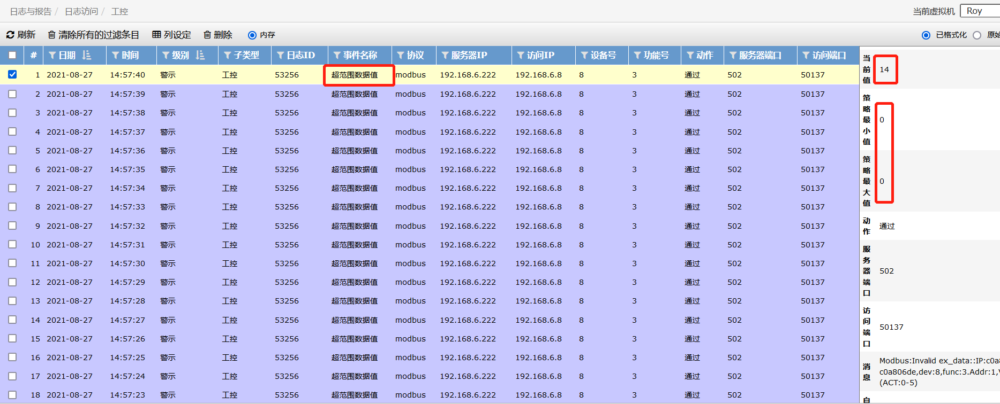 日志与报告 / 日志访问 / 工控
当前虚拟机 Roy
刷新 清除所有的过滤条目 列设定 删除 内存 已格式化
# 日期 时间 级别 子类型 日志ID 事件名称 协议 服务器IP 访问IP 设备号 功能号 动作 服务器端口 访问端口
1 2021-08-27 14:57:40 警示 工控 53256 超范围数据值 modbus 192.168.6.222 192.168.6.8 8 3 通过 502 50137
2 2021-08-27 14:57:39 警示 工控 53256 超范围数据值 modbus 192.168.6.222 192.168.6.8 8 3 通过 502 50137
3 2021-08-27 14:57:38 警示 工控 53256 超范围数据值 modbus 192.168.6.222 192.168.6.8 8 3 通过 502 50137
4 2021-08-27 14:57:37 警示 工控 53256 超范围数据值 modbus 192.168.6.222 192.168.6.8 8 3 通过 502 50137
5 2021-08-27 14:57:36 警示 工控 53256 超范围数据值 modbus 192.168.6.222 192.168.6.8 8 3 通过 502 50137
6 2021-08-27 14:57:35 警示 工控 53256 超范围数据值 modbus 192.168.6.222 192.168.6.8 8 3 通过 502 50137
7 2021-08-27 14:57:34 警示 工控 53256 超范围数据值 modbus 192.168.6.222 192.168.6.8 8 3 通过 502 50137
8 2021-08-27 14:57:33 警示 工控 53256 超范围数据值 modbus 192.168.6.222 192.168.6.8 8 3 通过 502 50137
9 2021-08-27 14:57:32 警示 工控 53256 超范围数据值 modbus 192.168.6.222 192.168.6.8 8 3 通过 502 50137
10 2021-08-27 14:57:31 警示 工控 53256 超范围数据值 modbus 192.168.6.222 192.168.6.8 8 3 通过 502 50137
11 2021-08-27 14:57:30 警示 工控 53256 超范围数据值 modbus 192.168.6.222 192.168.6.8 8 3 通过 502 50137
12 2021-08-27 14:57:29 警示 工控 53256 超范围数据值 modbus 192.168.6.222 192.168.6.8 8 3 通过 502 50137
13 2021-08-27 14:57:28 警示 工控 53256 超范围数据值 modbus 192.168.6.222 192.168.6.8 8 3 通过 502 50137
14 2021-08-27 14:57:27 警示 工控 53256 超范围数据值 modbus 192.168.6.222 192.168.6.8 8 3 通过 502 50137
15 2021-08-27 14:57:26 警示 工控 53256 超范围数据值 modbus 192.168.6.222 192.168.6.8 8 3 通过 502 50137
16 2021-08-27 14:57:25 警示 工控 53256 超范围数据值 modbus 192.168.6.222 192.168.6.8 8 3 通过 502 50137
17 2021-08-27 14:57:24 警示 工控 53256 超范围数据值 modbus 192.168.6.222 192.168.6.8 8 3 通过 502 50137
18 2021-08-27 14:57:23 警示 工控 53256 超范围数据值 modbus 192.168.6.222 192.168.6.8 8 3 通过 502 50137
当前值 14
策略最小值 0
策略最大值 0
动作 通过
服务器端口 502
访问端口 50137
消息 Modbus:Invalid ex_data::IP:c0a8
c0a806de,dev:8,func:3.Addr:1,
(ACT:0-5)